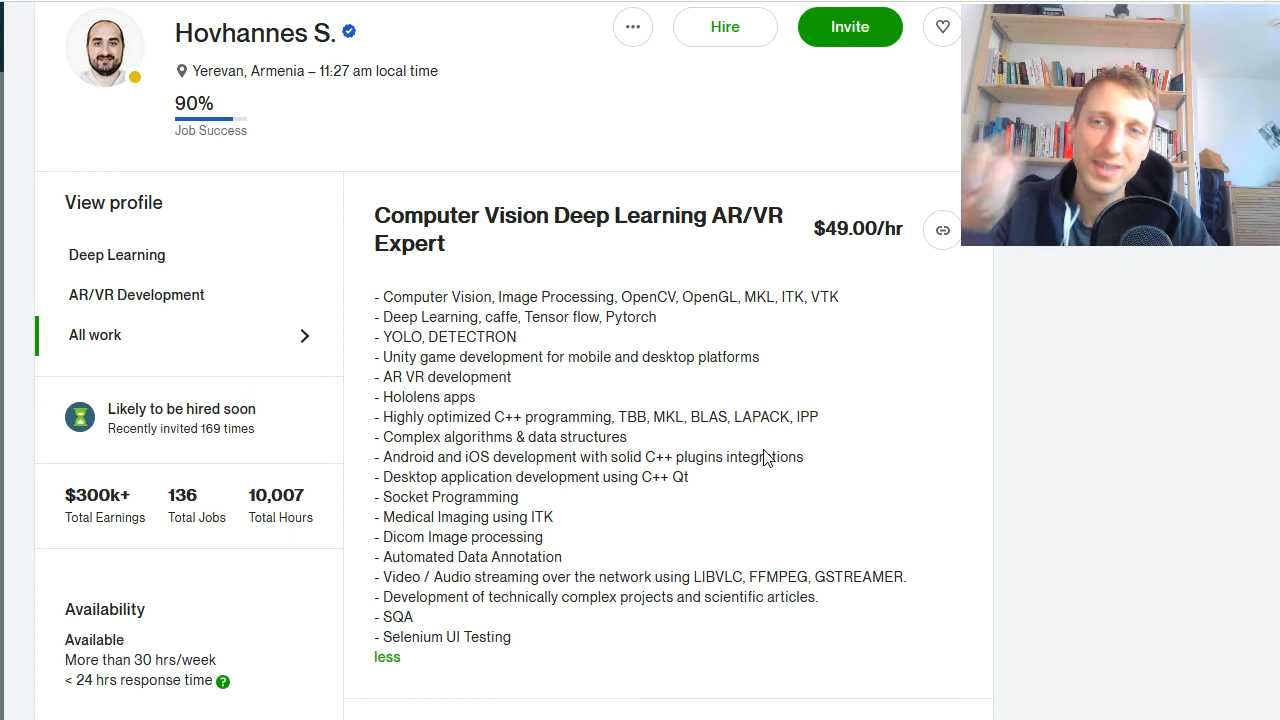 Hovhannes S.
Hire
Invite
Yerevan, Armenia – 11:27 am local time
90%
Job Success
View profile
Deep Learning
AR/VR Development
All work
Likely to be hired soon
Recently invited 169 times
$300k+ 136 10,007
Total Earnings Total Jobs Total Hours
Availability
Available
More than 30 hrs/week
< 24 hrs response time ?
Computer Vision Deep Learning AR/VR
Expert
$49.00/hr
- Computer Vision, Image Processing, OpenCV, OpenGL, MKL, ITK, VTK
- Deep Learning, caffe, Tensor flow, Pytorch
- YOLO, DETECTRON
- Unity game development for mobile and desktop platforms
- AR VR development
- Hololens apps
- Highly optimized C++ programming, TBB, MKL, BLAS, LAPACK, IPP
- Complex algorithms & data structures
- Android and iOS development with solid C++ plugins integrations
- Desktop application development using C++ Qt
- Socket Programming
- Medical Imaging using ITK
- Dicom Image processing
- Automated Data Annotation
- Video / Audio streaming over the network using LIBVLC, FFMPEG, GSTREAMER.
- Development of technically complex projects and scientific articles.
- SQA
- Selenium UI Testing
less